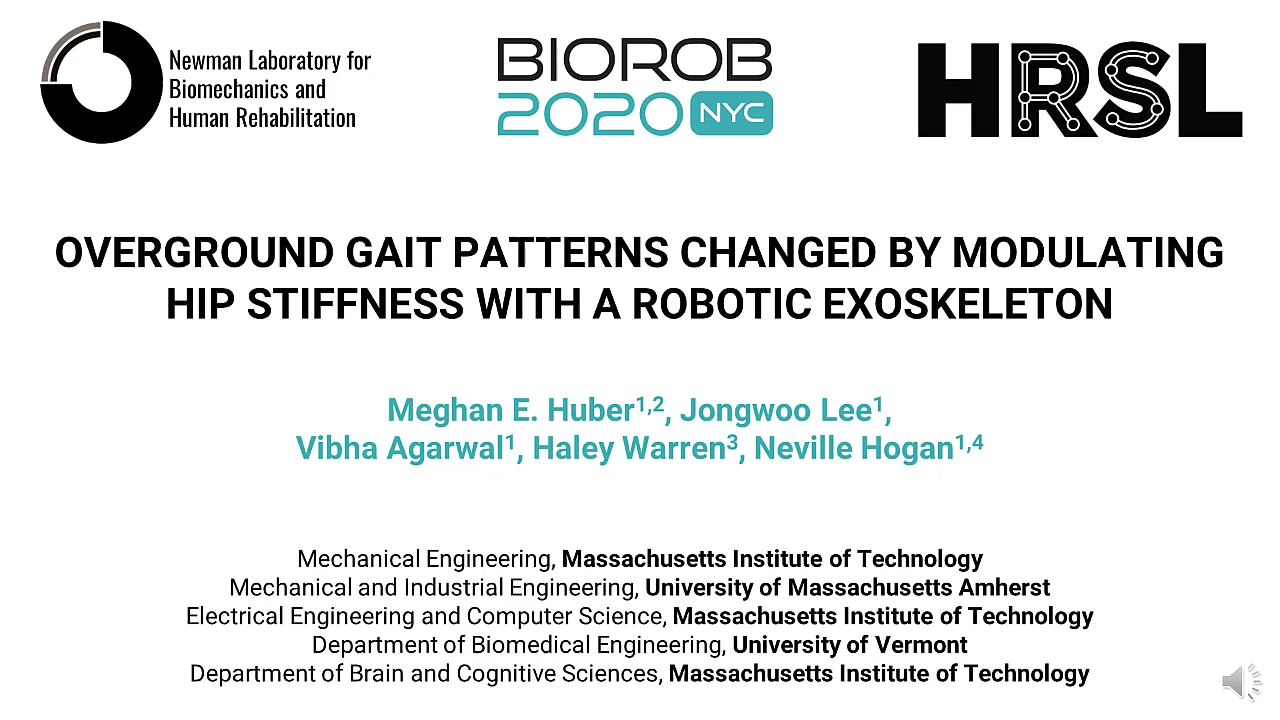 Newman Laboratory for
Biomechanics and
Human Rehabilitation
BIOROB
2020 NYC
HRSL
OVERGROUND GAIT PATTERNS CHANGED BY MODULATING
HIP STIFFNESS WITH A ROBOTIC EXOSKELETON
Meghan E. Huber1,2, Jongwoo Lee1,
Vibha Agarwal1, Haley Warren3, Neville Hogan1,4
Mechanical Engineering, Massachusetts Institute of Technology
Mechanical and Industrial Engineering, University of Massachusetts Amherst
Electrical Engineering and Computer Science, Massachusetts Institute of Technology
Department of Biomedical Engineering, University of Vermont
Department of Brain and Cognitive Sciences, Massachusetts Institute of Technology